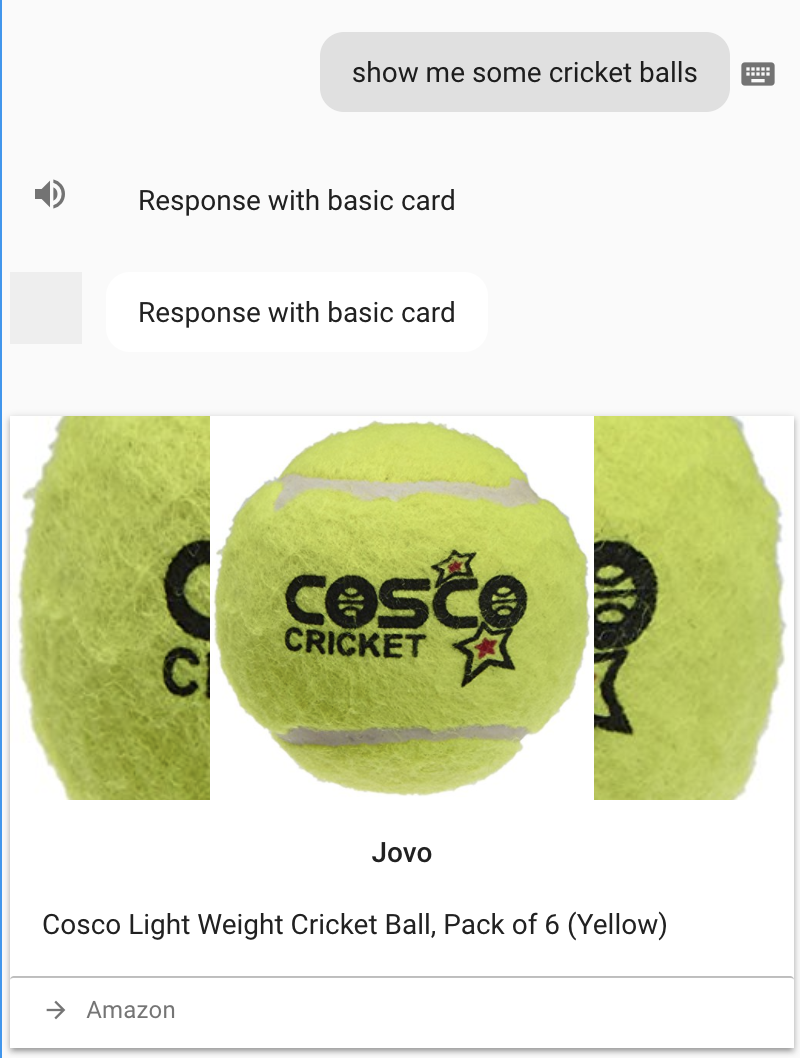 show me some cricket balls
Response with basic card
Response with basic card
C
CI
COSCO
CRICKET
Jovo
Cosco Light Weight Cricket Ball, Pack of 6 (Yellow)
Amazon